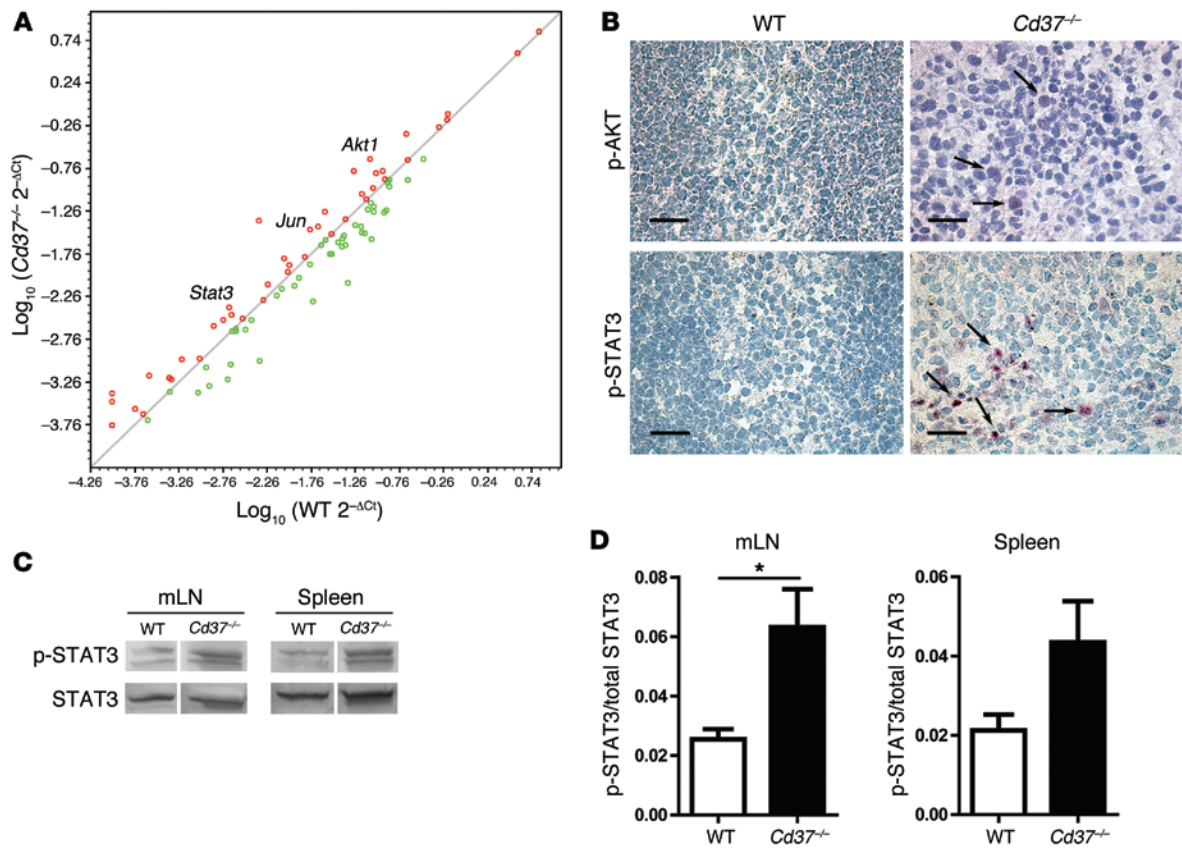 A
0.74
0.24
−0.26
−0.76
−1.26
−1.76
−2.26
−2.76
−3.26
−3.76
Log₁₀ (Cd37⁻/⁻ 2⁻ΔCt)
Akt1
Jun
Stat3
−4.26 −3.76 −3.26 −2.76 −2.26 −1.76 −1.26 −0.76 −0.26 0.24 0.74
Log₁₀ (WT 2⁻ΔCt)
B
WT Cd37⁻/⁻
p-AKT
p-STAT3
C
mLN Spleen
WT Cd37⁻/⁻ WT Cd37⁻/⁻
p-STAT3
STAT3
D
mLN
p-STAT3/total STAT3
0.08
0.06
0.04
0.02
0.00
*
WT Cd37⁻/⁻
Spleen
p-STAT3/total STAT3
0.06
0.04
0.02
0.00
WT Cd37⁻/⁻